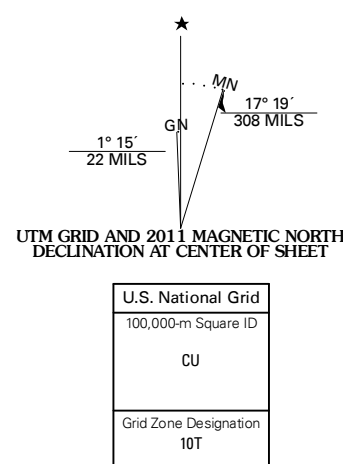 ★
MN
GN
17° 19´
308 MILS
1° 15´
22 MILS
UTM GRID AND 2011 MAGNETIC NORTH
DECLINATION AT CENTER OF SHEET
U.S. National Grid
100,000-m Square ID
CU
Grid Zone Designation
10T